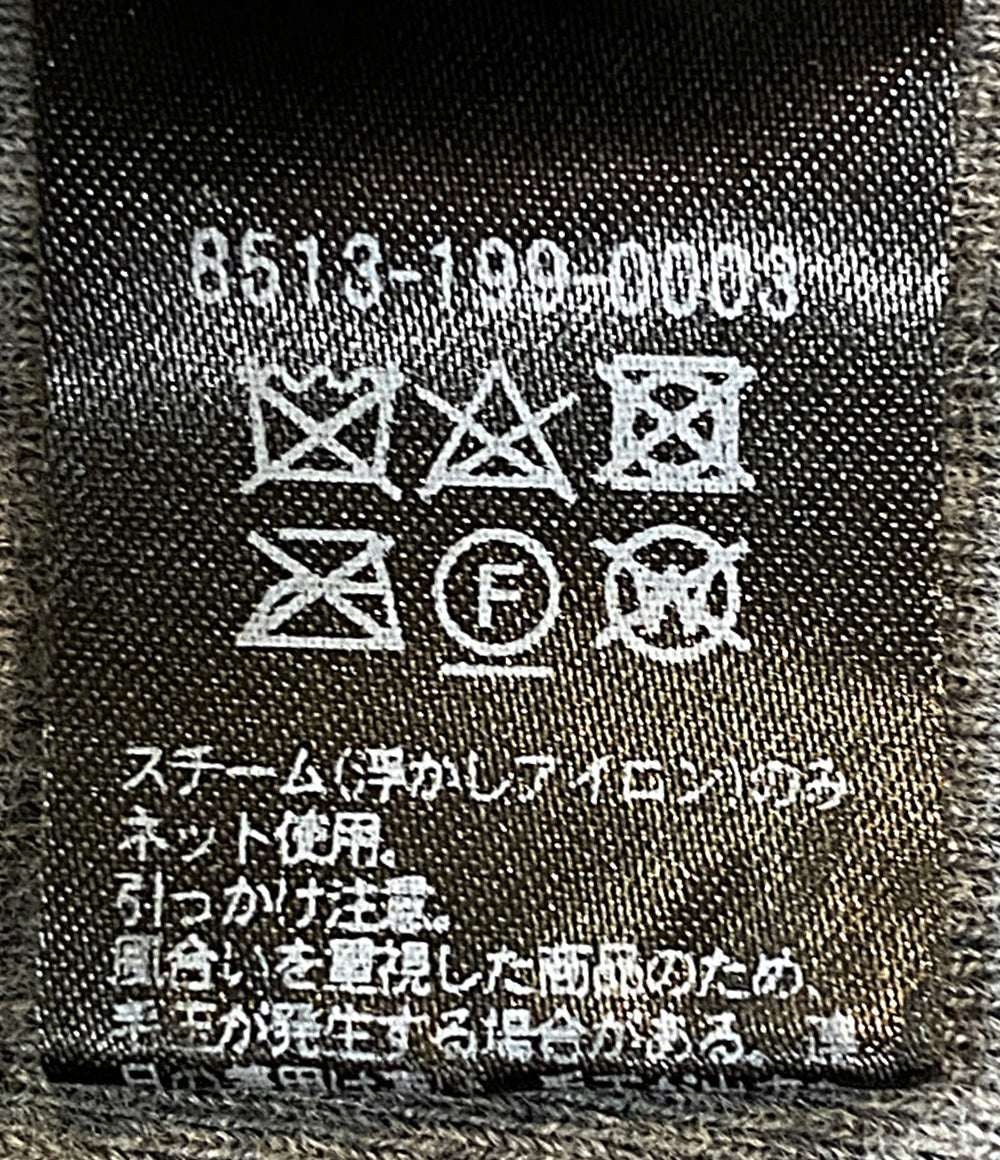 8513-199-0003
F
W
スチーム(浮かしアイロン)のみ
ネット使用。
引っかけ注意。
風合いを重視した商品のため、
毛玉が発生する場合がある。